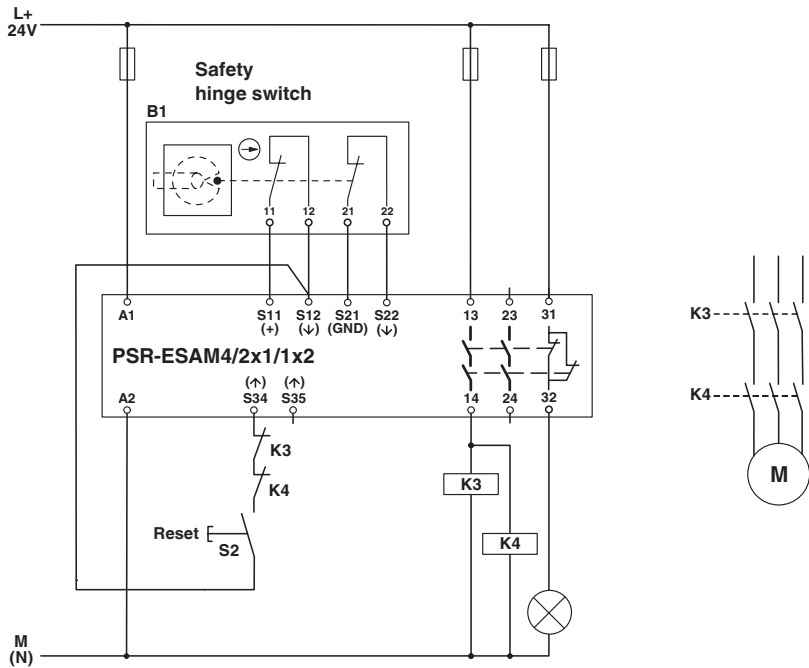 L+
24V
Safety
hinge switch
B1
11 12 21 22
A1 S11 S12 S21 S22 13 23 31
(+) (↓) (GND) (↓)
PSR-ESAM4/2x1/1x2
(↑) (↑)
A2 S34 S35 14 24 32
K3
K4
Reset
S2
K3
K4
M
(N)
K3
K4
M